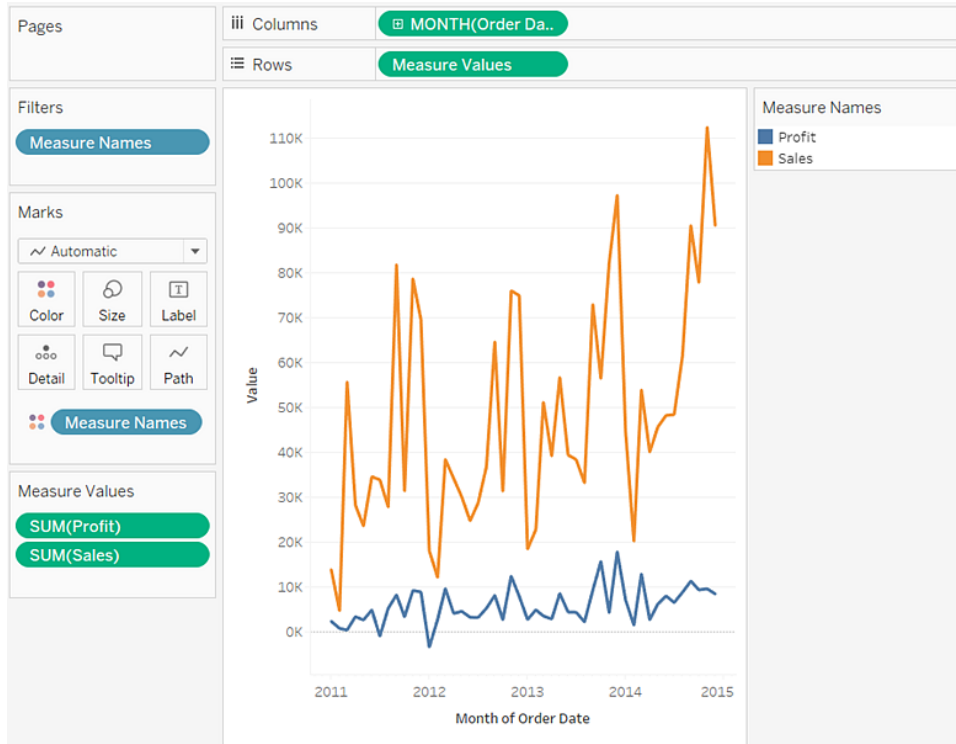 Pages
Columns
MONTH(Order Da..
Rows
Measure Values
Filters
Measure Names
Marks
Automatic
Color
Size
Label
Detail
Tooltip
Path
Measure Names
Measure Values
SUM(Profit)
SUM(Sales)
110K
100K
90K
80K
70K
60K
50K
40K
30K
20K
10K
0K
Value
2011 2012 2013 2014 2015
Month of Order Date
Measure Names
Profit
Sales